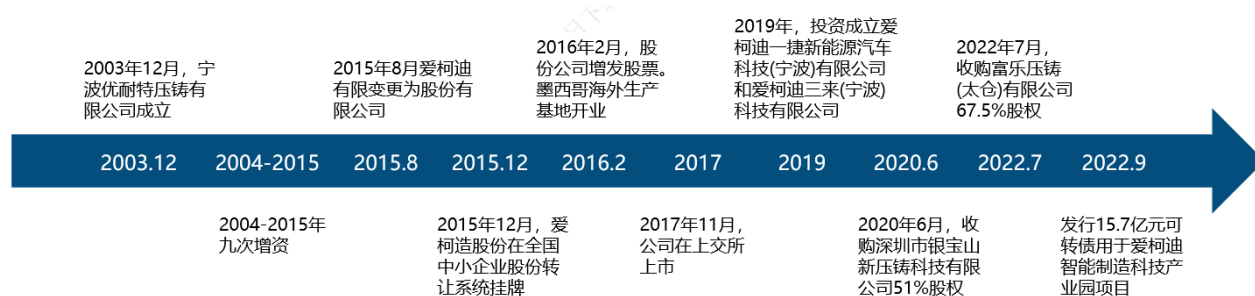 2003年12月，宁
波优耐特压铸有
限公司成立
2015年8月爱柯迪
有限变更为股份有
限公司
2016年2月，股
份公司增发股票。
墨西哥海外生产
基地开业
2019年，投资成立爱
柯迪一捷新能源汽车
科技(宁波)有限公司
和爱柯迪三来(宁波)
科技有限公司
2022年7月，
收购富乐压铸
(太仓)有限公司
67.5%股权
2003.12
2004-2015
2015.8
2015.12
2016.2
2017
2019
2020.6
2022.7
2022.9
2004-2015年
九次增资
2015年12月，爱
柯造股份在全国
中小企业股份转
让系统挂牌
2017年11月，
公司在上交所
上市
2020年6月，收
购深圳市银宝山
新压铸科技有限
公司51%股权
发行15.7亿元可
转债用于爱柯迪
智能制造科技产
业园项目